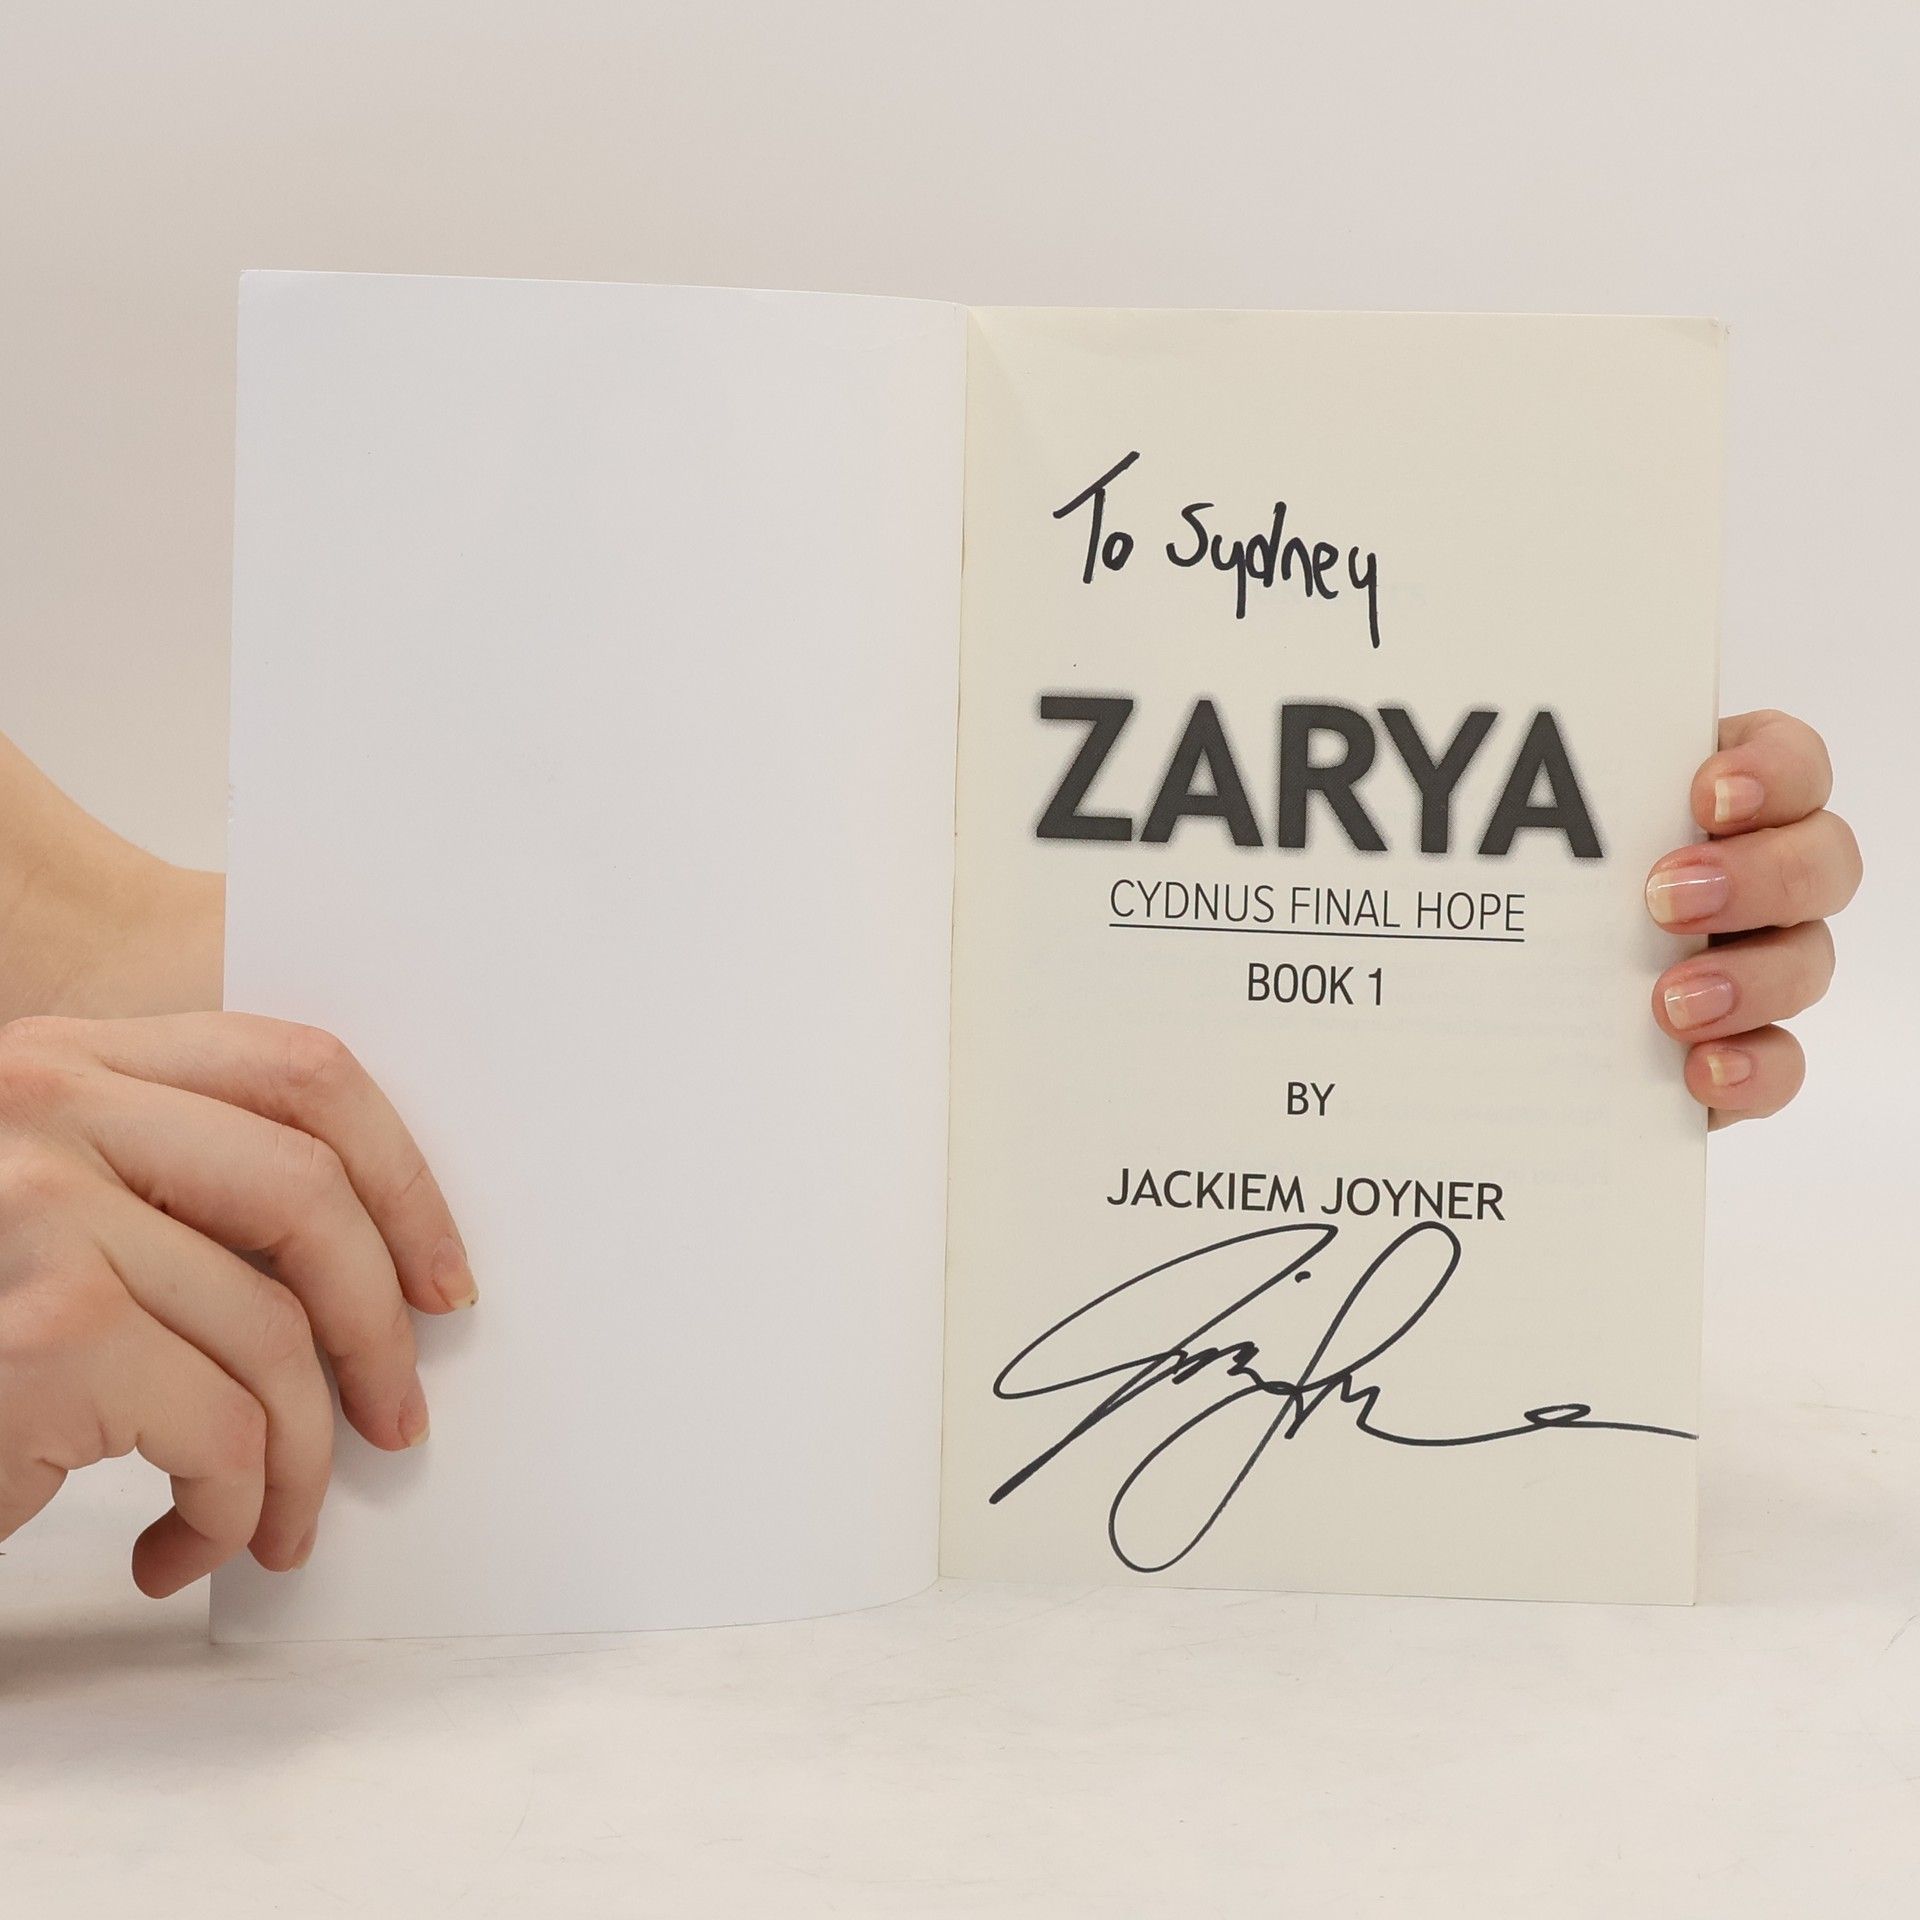 To Sydney
ZARYA
CYDNUS FINAL HOPE
BOOK 1
BY
JACKIEM JOYNER